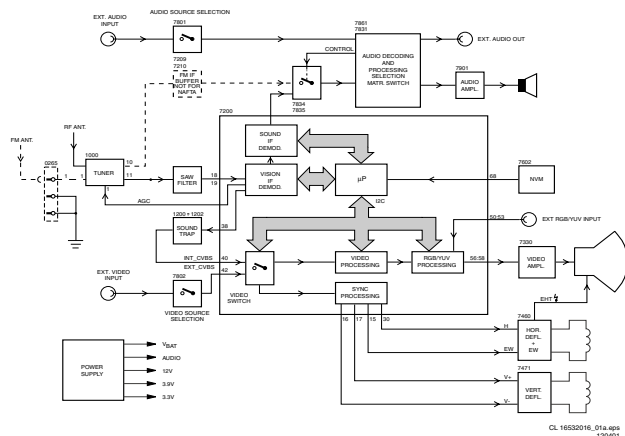 AUDIO SOURCE SELECTION
EXT. AUDIO
INPUT
7801
7861
7831
EXT. AUDIO OUT
CONTROL
AUDIO DECODING
AND
PROCESSING
SELECTION
MATR. SWITCH
7209
7210
FM IF
BUFFER
NOT FOR
NAFTA
7834
7835
7901
AUDIO
AMPL.
7200
SOUND
IF
DEMOD.
RF ANT.
FM ANT.
0265
1
1
1000
TUNER
10
11
1
SAW
FILTER
18
19
VISION
IF
DEMOD.
µP
68
7602
NVM
AGC
I2C
1200 + 1202
SOUND
TRAP
38
50:53
EXT RGB/YUV INPUT
INT_CVBS
40
EXT_CVBS
42
EXT. VIDEO
INPUT
7802
VIDEO SOURCE
SELECTION
VIDEO
SWITCH
VIDEO
PROCESSING
RGB/YUV
PROCESSING
56:58
7330
VIDEO
AMPL.
SYNC
PROCESSING
EHT
16
17
15
30
7460
H
EW
HOR.
DEFL.
+
EW
7471
V+
V-
VERT.
DEFL.
POWER
SUPPLY
VBAT
AUDIO
12V
3.9V
3.3V
CL 16532016_01a.eps
120401